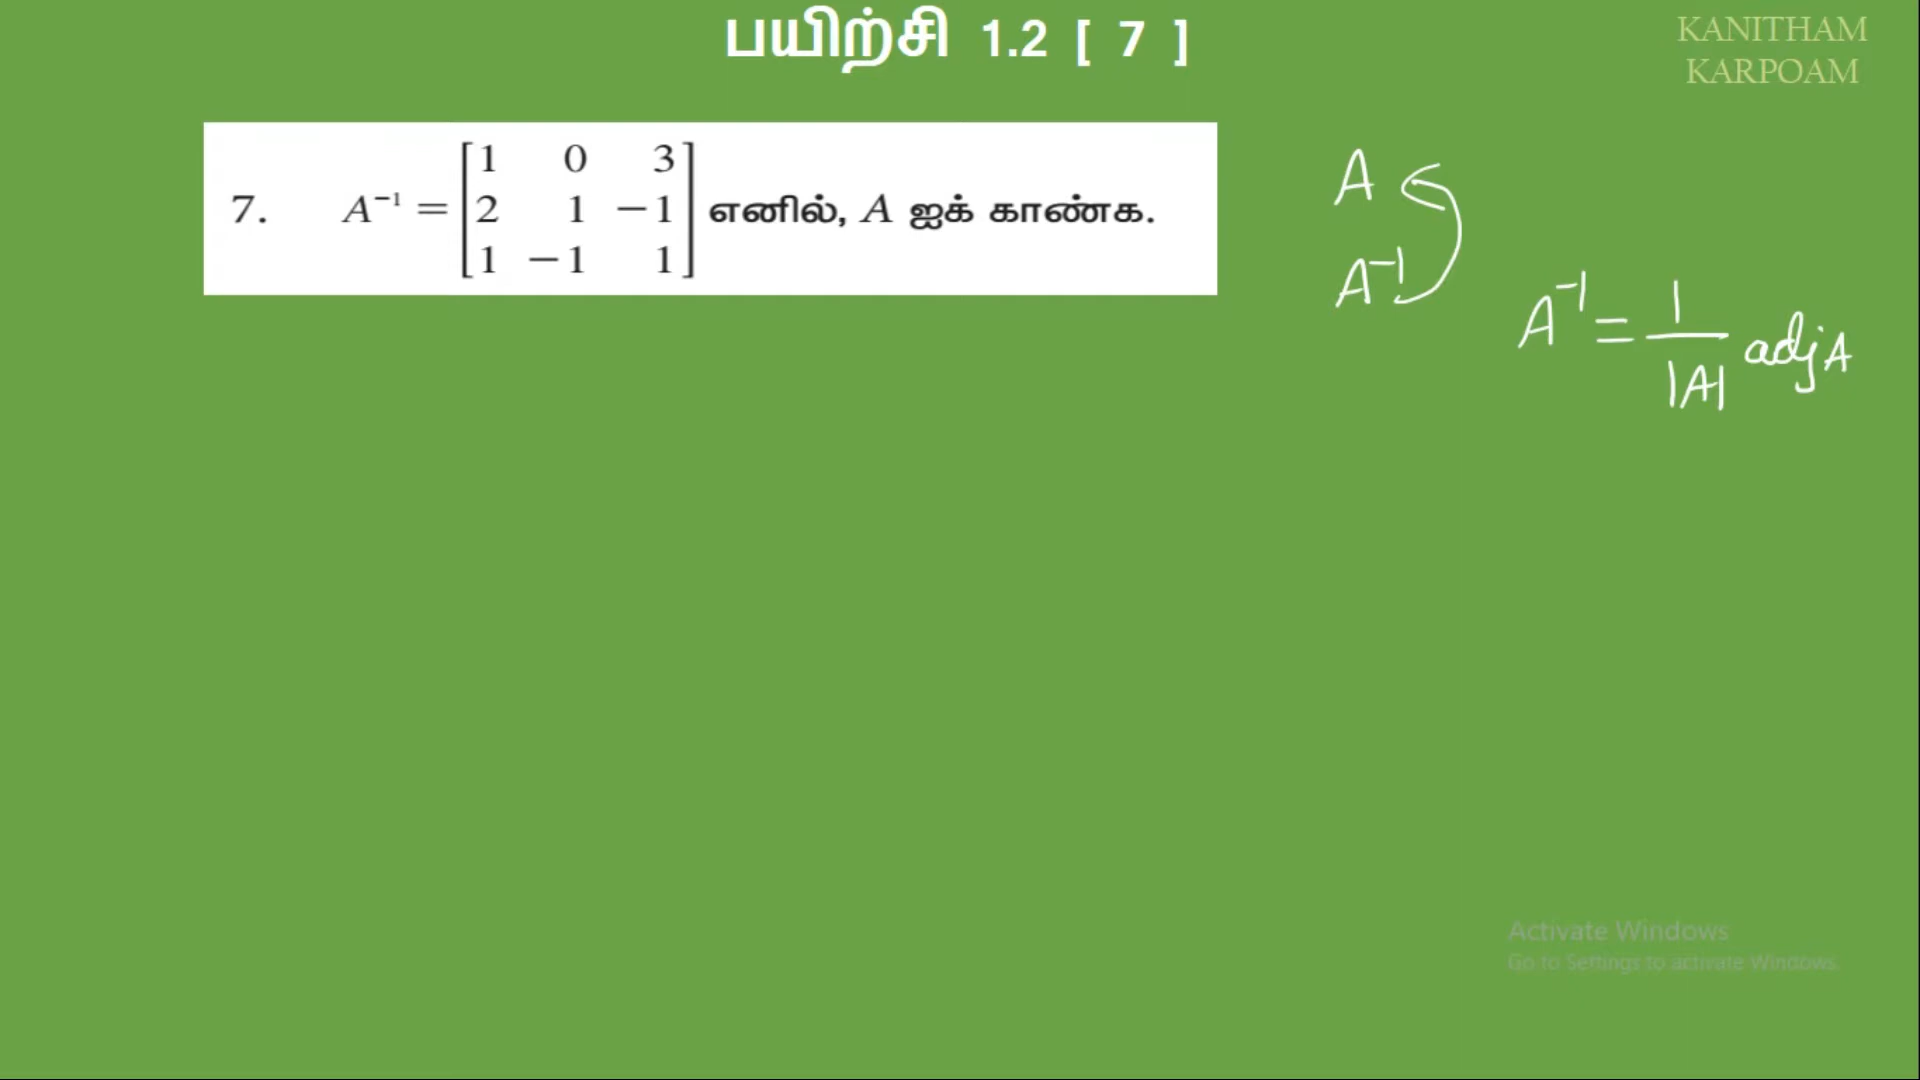 பயிற்சி 1.2 [ 7 ]
KANITHAM
KARPOAM
7. A⁻¹ = [1 0 3
2 1 −1
1 −1 1] எனில், A ஐக் காண்க.
A
A⁻¹
A⁻¹ = 1/|A| adj A
Activate Windows
Go to Settings to activate Windows.